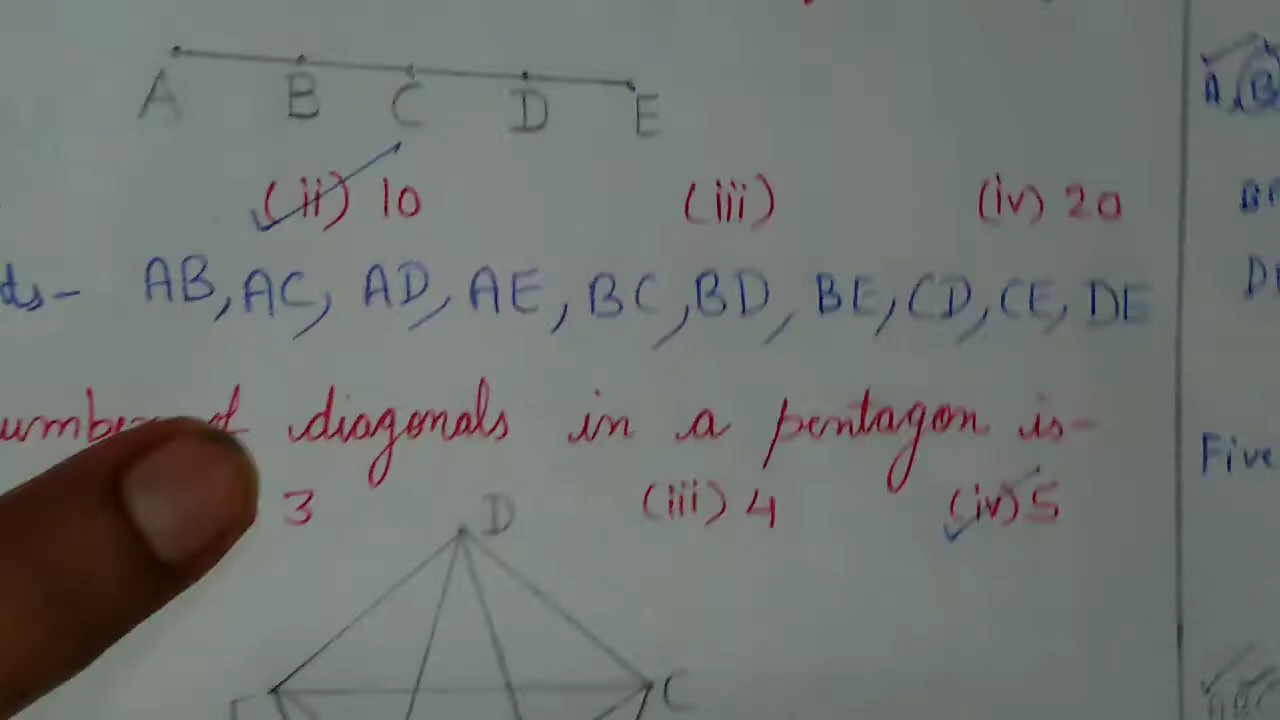 A B C D E
(ii) 10 (iii) (iv) 20
AB, AC, AD, AE, BC, BD, BE, CD, CE, DE
diagonals in a pentagon is-
3 (iii) 4 (iv) 5
D
C
A, B
Five